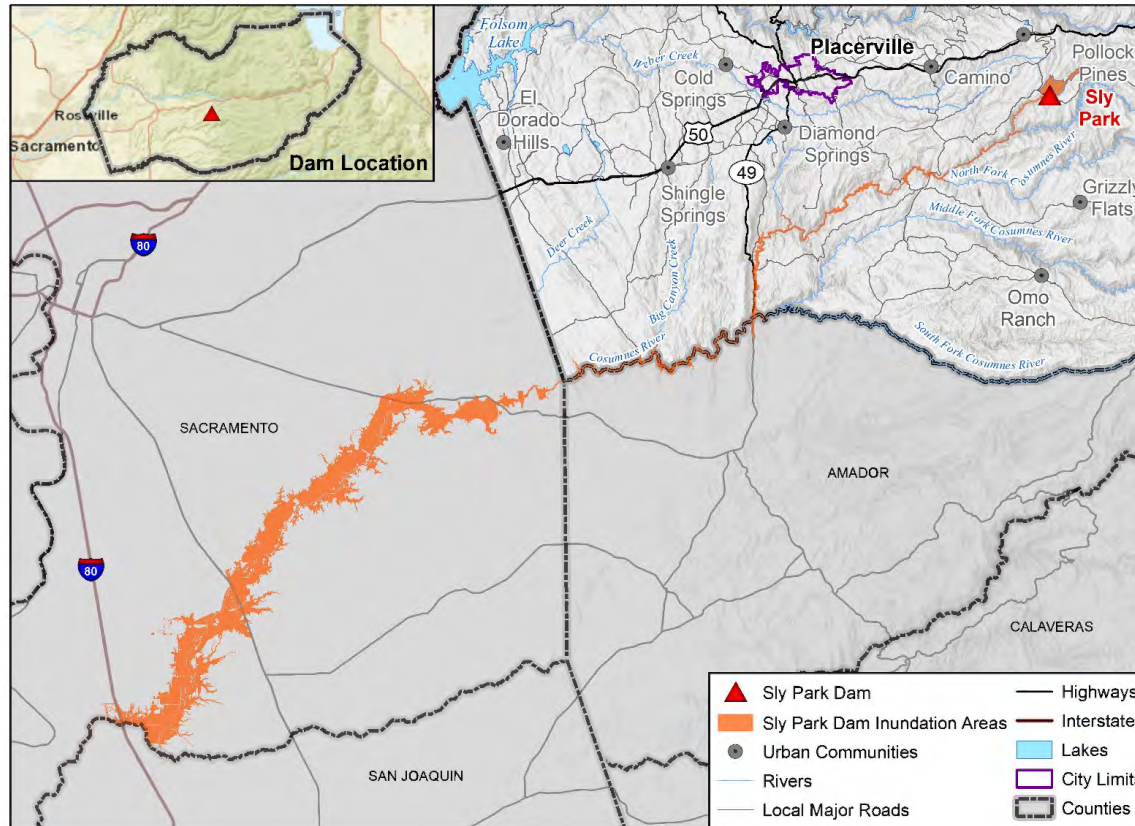 Rossville
Sacramento
Dam Location
Folsom
Lake
Weber Creek
Placerville
Cold
Springs
Camino
Pollock
Pines
Sly
Park
El
Dorado
Hills
50
Diamond
Springs
49
Shingle
Springs
North Fork Cosumnes River
Grizzly
Flats
Middle Fork Cosumnes River
Deer Creek
Big Canyon Creek
Omo
Ranch
South Fork Cosumnes River
Cosumnes River
80
SACRAMENTO
AMADOR
80
CALAVERAS
SAN JOAQUIN
Sly Park Dam
Sly Park Dam Inundation Areas
Urban Communities
Rivers
Local Major Roads
Highways
Interstate
Lakes
City Limit
Counties